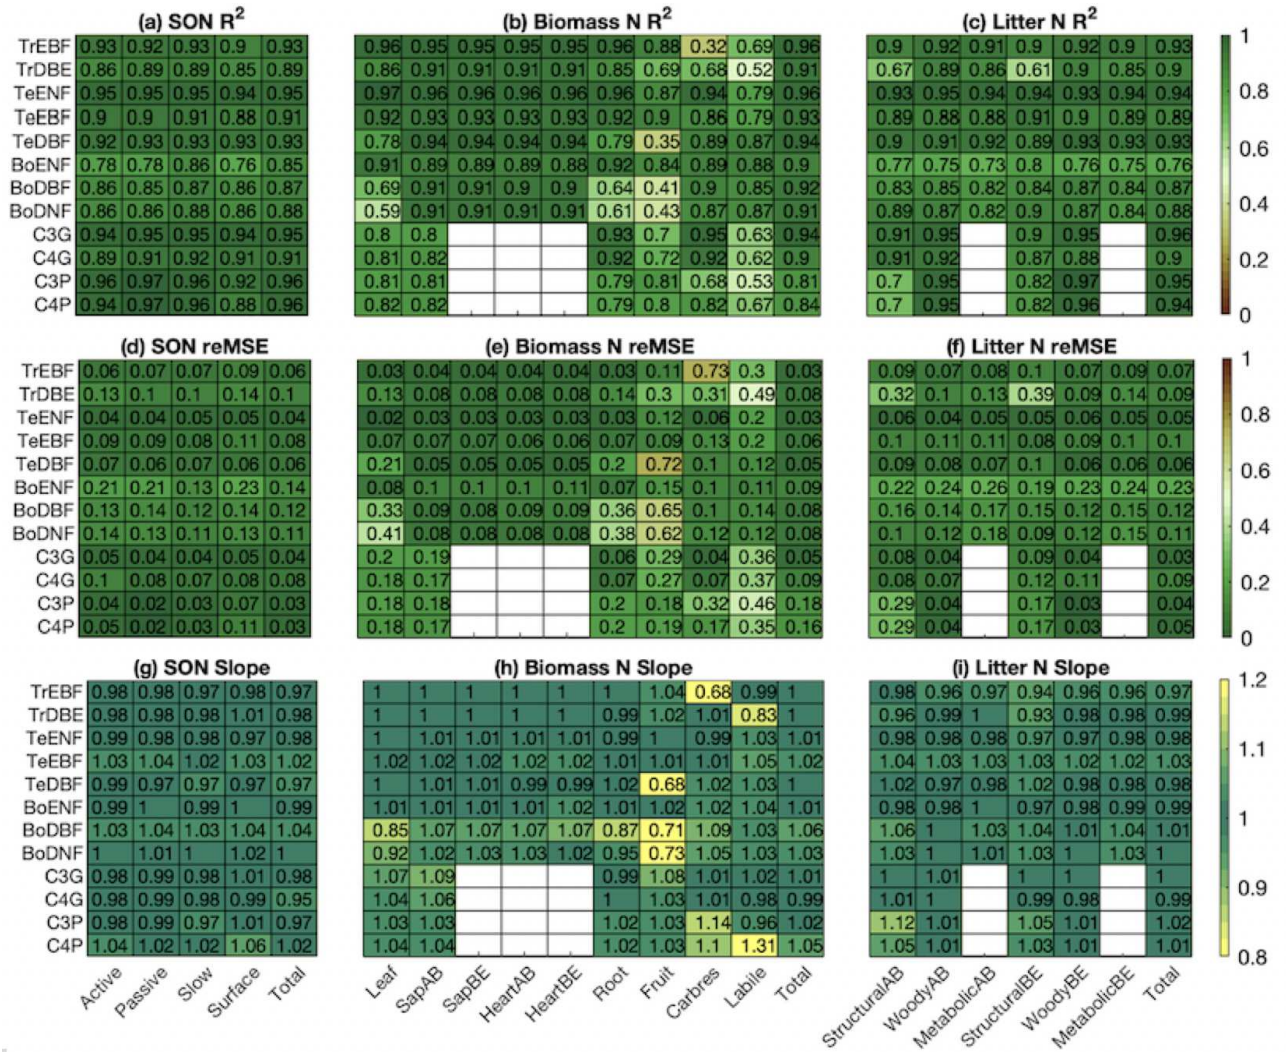 (a) SON R² (b) Biomass N R² (c) Litter N R²
TrEBF 0.93 0.92 0.93 0.9 0.93 0.96 0.95 0.95 0.95 0.95 0.96 0.88 0.32 0.69 0.96 0.9 0.92 0.91 0.9 0.92 0.9 0.93
TrDBE 0.86 0.89 0.89 0.85 0.89 0.86 0.91 0.91 0.91 0.91 0.85 0.69 0.68 0.52 0.91 0.67 0.89 0.86 0.61 0.9 0.85 0.9
TeENF 0.95 0.95 0.95 0.94 0.95 0.97 0.96 0.96 0.96 0.96 0.96 0.87 0.94 0.79 0.96 0.93 0.95 0.94 0.94 0.93 0.94 0.94
TeEBF 0.9 0.9 0.91 0.88 0.91 0.92 0.93 0.93 0.93 0.93 0.92 0.9 0.86 0.79 0.93 0.89 0.88 0.88 0.91 0.9 0.89 0.89
TeDBF 0.92 0.93 0.93 0.93 0.93 0.78 0.94 0.94 0.94 0.94 0.79 0.35 0.89 0.87 0.94 0.9 0.91 0.92 0.89 0.93 0.93 0.93
BoENF 0.78 0.78 0.86 0.76 0.85 0.91 0.89 0.89 0.89 0.88 0.92 0.84 0.89 0.88 0.9 0.77 0.75 0.73 0.8 0.76 0.75 0.76
BoDBF 0.86 0.85 0.87 0.86 0.87 0.69 0.91 0.91 0.9 0.9 0.64 0.41 0.9 0.85 0.92 0.83 0.85 0.82 0.84 0.87 0.84 0.87
BoDNF 0.86 0.86 0.88 0.86 0.88 0.59 0.91 0.91 0.91 0.91 0.61 0.43 0.87 0.87 0.91 0.89 0.87 0.82 0.9 0.87 0.84 0.88
C3G 0.94 0.95 0.95 0.94 0.95 0.8 0.8 0.93 0.7 0.95 0.63 0.94 0.91 0.95 0.9 0.95 0.96
C4G 0.89 0.91 0.92 0.91 0.91 0.81 0.82 0.92 0.72 0.92 0.62 0.9 0.91 0.92 0.87 0.88 0.9
C3P 0.96 0.97 0.96 0.92 0.96 0.81 0.81 0.79 0.81 0.68 0.53 0.81 0.7 0.95 0.82 0.97 0.95
C4P 0.94 0.97 0.96 0.88 0.96 0.82 0.82 0.79 0.8 0.82 0.67 0.84 0.7 0.95 0.82 0.96 0.94
1
0.8
0.6
0.4
0.2
0
(d) SON reMSE (e) Biomass N reMSE (f) Litter N reMSE
TrEBF 0.06 0.07 0.07 0.09 0.06 0.03 0.04 0.04 0.04 0.04 0.03 0.11 0.73 0.3 0.03 0.09 0.07 0.08 0.1 0.07 0.09 0.07
TrDBE 0.13 0.1 0.1 0.14 0.1 0.13 0.08 0.08 0.08 0.08 0.14 0.3 0.31 0.49 0.08 0.32 0.1 0.13 0.39 0.09 0.14 0.09
TeENF 0.04 0.04 0.05 0.05 0.04 0.02 0.03 0.03 0.03 0.03 0.03 0.12 0.06 0.2 0.03 0.06 0.04 0.05 0.05 0.06 0.05 0.05
TeEBF 0.09 0.09 0.08 0.11 0.08 0.07 0.07 0.07 0.06 0.06 0.07 0.09 0.13 0.2 0.06 0.1 0.11 0.11 0.08 0.09 0.1 0.1
TeDBF 0.07 0.06 0.07 0.06 0.06 0.21 0.05 0.05 0.05 0.05 0.2 0.72 0.1 0.12 0.05 0.09 0.08 0.07 0.1 0.06 0.06 0.06
BoENF 0.21 0.21 0.13 0.23 0.14 0.08 0.1 0.1 0.1 0.11 0.07 0.15 0.1 0.11 0.09 0.22 0.24 0.26 0.19 0.23 0.24 0.23
BoDBF 0.13 0.14 0.12 0.14 0.12 0.33 0.09 0.08 0.09 0.09 0.36 0.65 0.1 0.14 0.08 0.16 0.14 0.17 0.15 0.12 0.15 0.12
BoDNF 0.14 0.13 0.11 0.13 0.11 0.41 0.08 0.08 0.08 0.08 0.38 0.62 0.12 0.12 0.08 0.1 0.12 0.18 0.09 0.12 0.15 0.11
C3G 0.05 0.04 0.04 0.05 0.04 0.2 0.19 0.06 0.29 0.04 0.36 0.05 0.08 0.04 0.09 0.04 0.03
C4G 0.1 0.08 0.07 0.08 0.08 0.18 0.17 0.07 0.27 0.07 0.37 0.09 0.08 0.07 0.12 0.11 0.09
C3P 0.04 0.02 0.03 0.07 0.03 0.18 0.18 0.2 0.18 0.32 0.46 0.18 0.29 0.04 0.17 0.03 0.04
C4P 0.05 0.02 0.03 0.11 0.03 0.18 0.17 0.2 0.19 0.17 0.35 0.16 0.29 0.04 0.17 0.03 0.05
1
0.8
0.6
0.4
0.2
0
(g) SON Slope (h) Biomass N Slope (i) Litter N Slope
TrEBF 0.98 0.98 0.97 0.98 0.97 1 1 1 1 1 1 1.04 0.68 0.99 1 0.98 0.96 0.97 0.94 0.96 0.96 0.97
TrDBE 0.98 0.98 0.98 1.01 0.98 1 1 1 1 1 0.99 1.02 1.01 0.83 1 0.96 0.99 1 0.93 0.98 0.98 0.99
TeENF 0.99 0.98 0.98 0.97 0.98 1 1.01 1.01 1.01 1.01 0.99 1 0.99 1.03 1.01 0.98 0.98 0.98 0.97 0.97 0.98 0.98
TeEBF 1.03 1.04 1.02 1.03 1.02 1.02 1.02 1.02 1.02 1.02 1.01 1.01 1.01 1.05 1.02 1.04 1.03 1.03 1.03 1.02 1.03 1.02
TeDBF 0.99 0.97 0.97 0.97 0.97 1 1.01 1.01 0.99 0.99 1.02 0.68 1.02 1.03 1 1.02 0.97 0.98 1.02 0.98 0.98 0.98
BoENF 0.99 1 0.99 1 0.99 1.01 1.01 1.01 1.01 1.02 1.01 1.02 1.02 1.04 1.01 0.98 0.98 1 0.97 0.98 0.99 0.99
BoDBF 1.03 1.04 1.03 1.04 1.04 0.85 1.07 1.07 1.07 1.07 0.87 0.71 1.09 1.03 1.06 1.06 1 1.03 1.04 1.01 1.04 1.01
BoDNF 1 1.01 1 1.02 1 0.92 1.02 1.03 1.03 1.02 0.95 0.73 1.05 1.03 1.03 1.03 1 1.01 1.03 1 1.03 1
C3G 0.98 0.99 0.98 1.01 0.98 1.07 1.09 0.99 1.08 1.01 1.02 1.01 1 1.01 1 1 1
C4G 0.98 0.99 0.98 0.99 0.95 1.04 1.06 1 1.03 1.01 0.98 0.99 1.01 1 0.99 0.98 0.99
C3P 0.98 0.99 0.97 1.01 0.97 1.03 1.03 1.02 1.03 1.14 0.96 1.02 1.12 1.01 1.05 1.01 1.02
C4P 1.04 1.02 1.02 1.06 1.02 1.04 1.04 1.02 1.03 1.1 1.31 1.05 1.05 1.01 1.03 1.01 1.01
1.2
1.1
1
0.9
0.8
Active Passive Slow Surface Total Leaf SapAB SapBE HeartAB HeartBE Root Fruit Carbres Labile Total StructuralAB WoodyAB MetabolicAB StructuralBE WoodyBE MetabolicBE Total